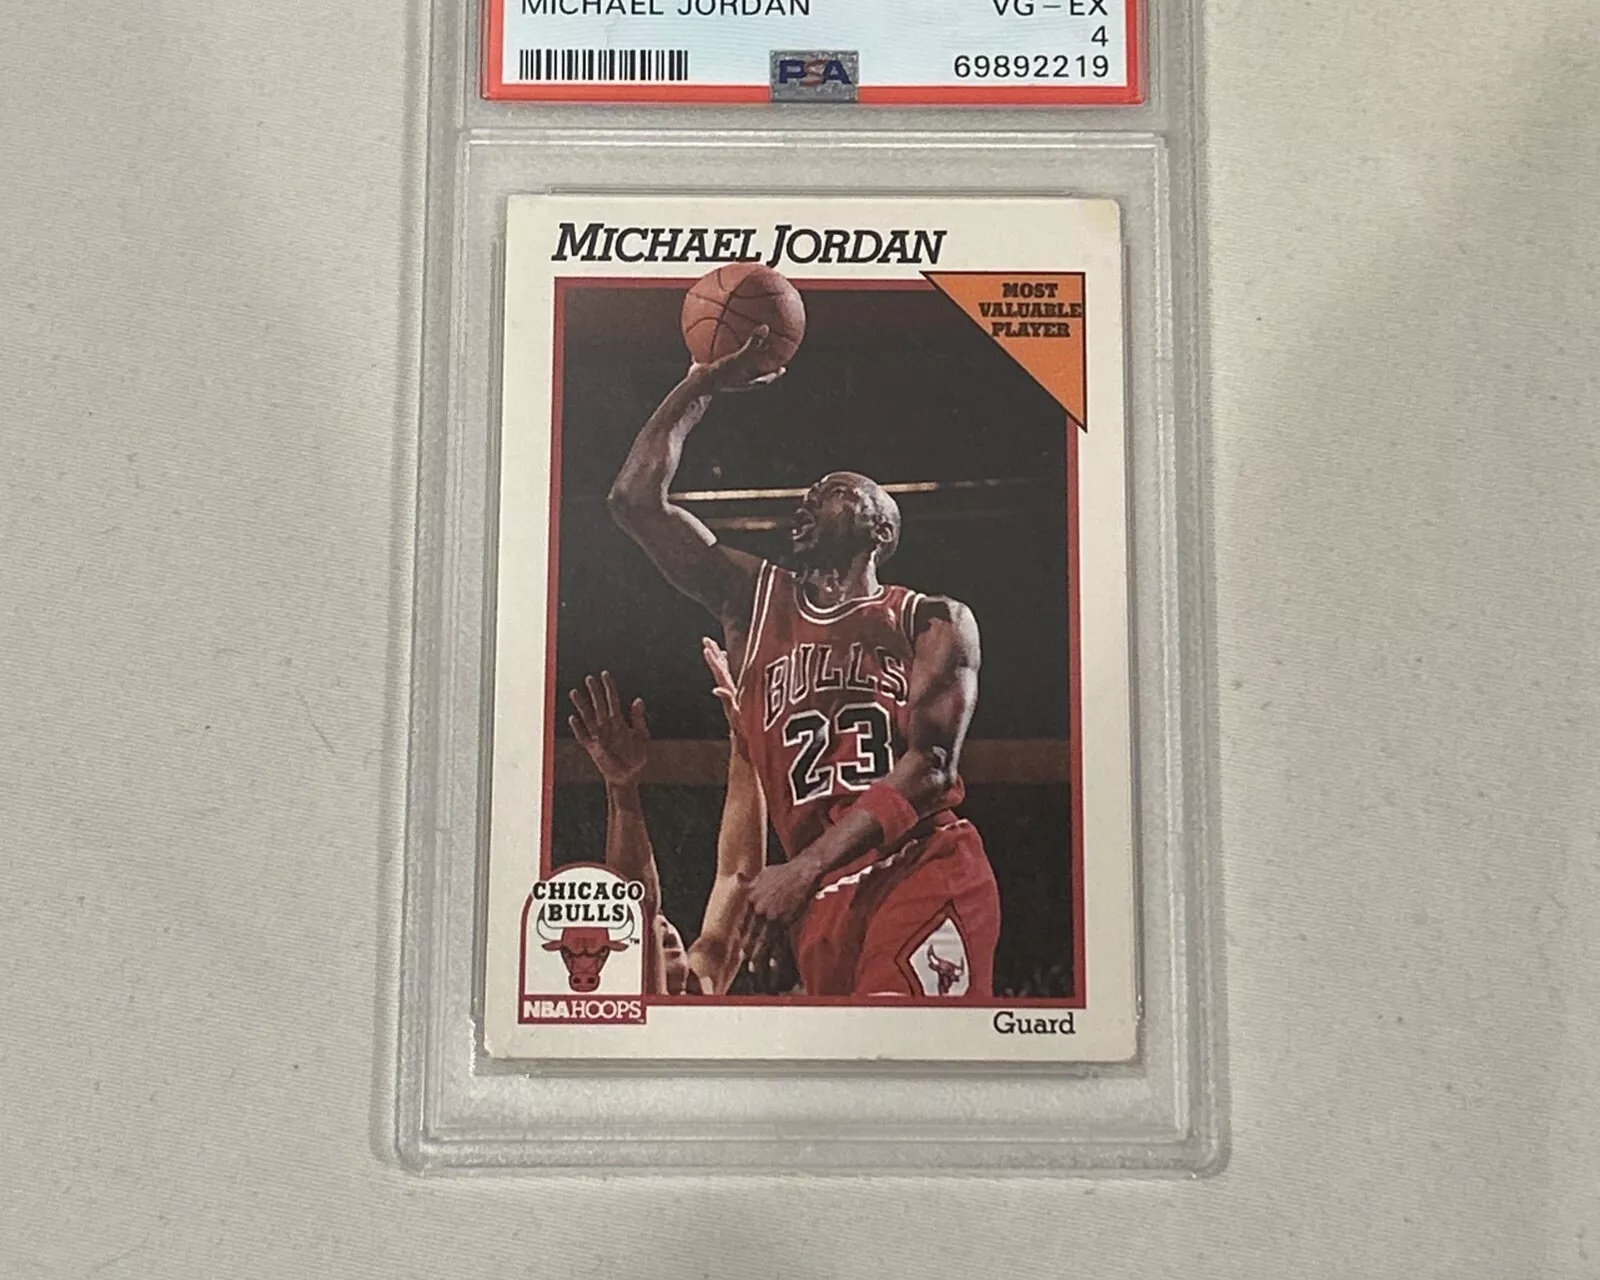 MICHAEL JORDAN
VG-EX
4
PSA
69892219
MICHAEL JORDAN
MOST
VALUABLE
PLAYER
BULLS
23
CHICAGO
BULLS
TM
NBA HOOPS
Guard